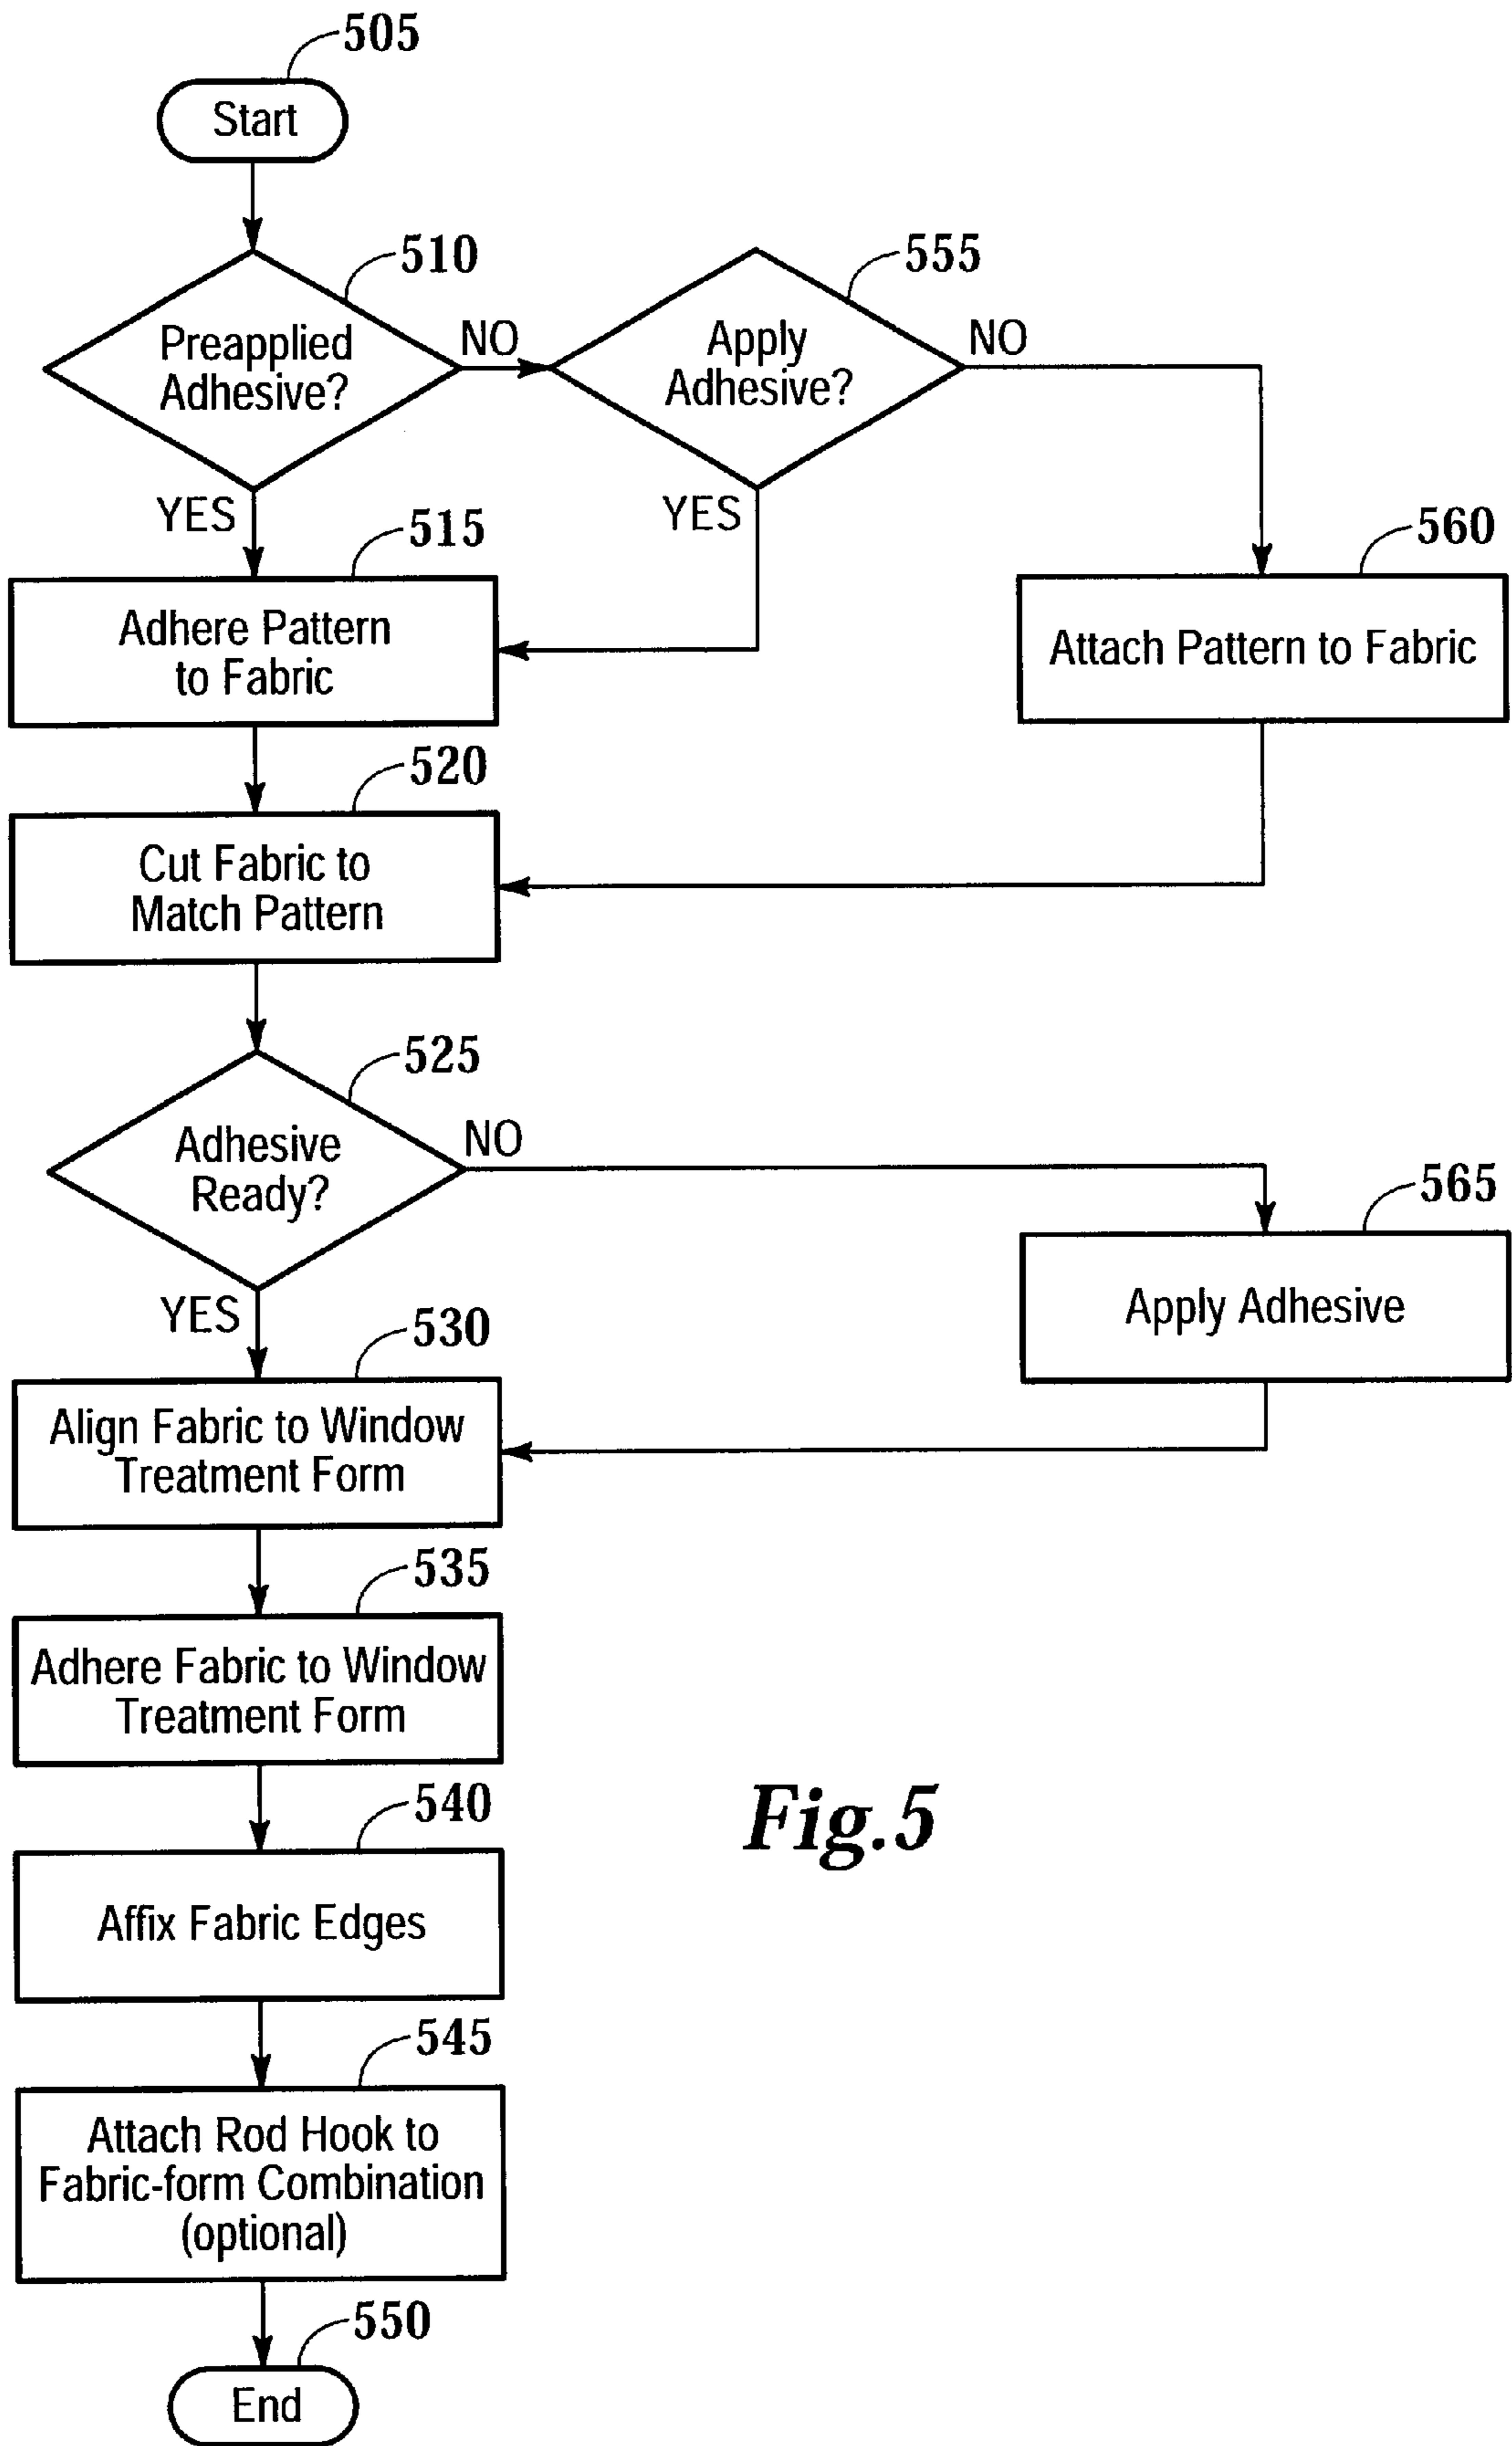 505
Start
510
555
Preapplied
Adhesive?
NO
Apply
Adhesive?
NO
YES
515
YES
560
Adhere Pattern
to Fabric
Attach Pattern to Fabric
520
Cut Fabric to
Match Pattern
525
Adhesive
Ready?
NO
565
YES
530
Apply Adhesive
Align Fabric to Window
Treatment Form
535
Adhere Fabric to Window
Treatment Form
540
Fig.5
Affix Fabric Edges
545
Attach Rod Hook to
Fabric-form Combination
(optional)
550
End